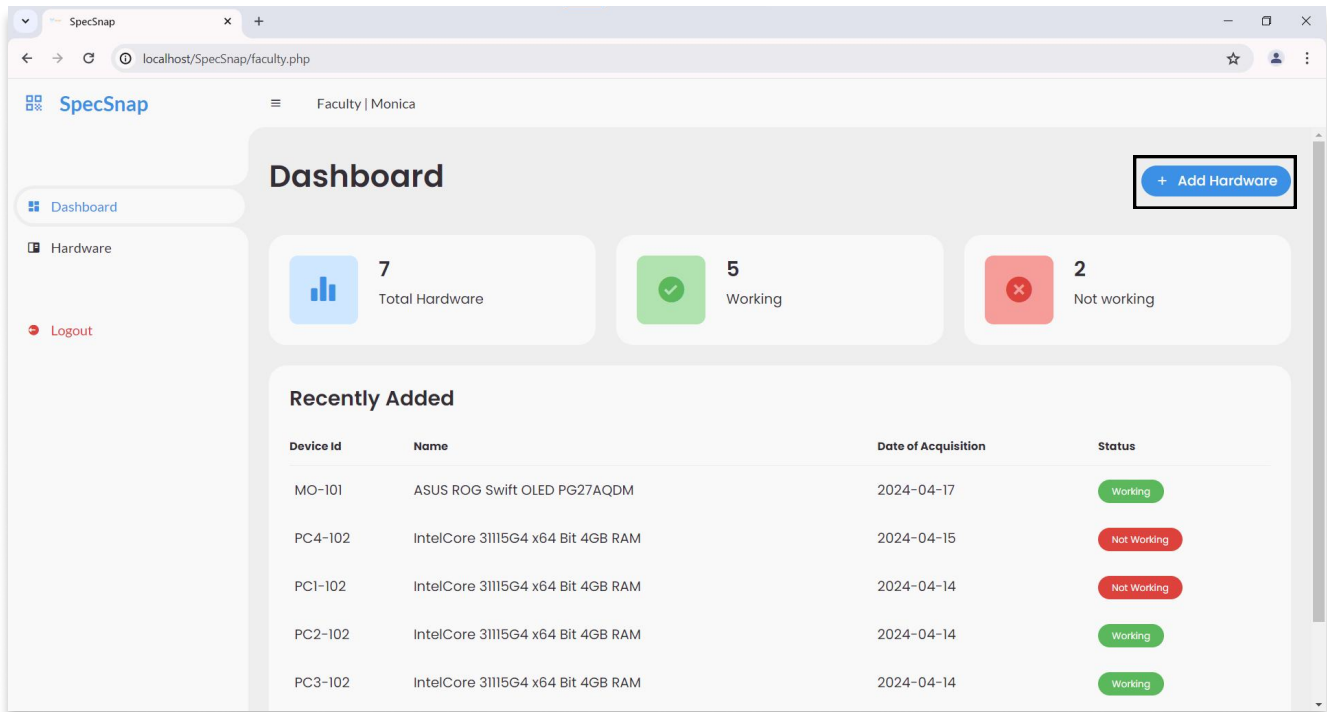 SpecSnap
localhost/SpecSnap/faculty.php
SpecSnap
Faculty | Monica
Dashboard
+ Add Hardware
Dashboard
Hardware
Logout
7
Total Hardware
5
Working
2
Not working
Recently Added
Device Id Name Date of Acquisition Status
MO-101 ASUS ROG Swift OLED PG27AQDM 2024-04-17 Working
PC4-102 IntelCore 31115G4 x64 Bit 4GB RAM 2024-04-15 Not Working
PC1-102 IntelCore 31115G4 x64 Bit 4GB RAM 2024-04-14 Not Working
PC2-102 IntelCore 31115G4 x64 Bit 4GB RAM 2024-04-14 Working
PC3-102 IntelCore 31115G4 x64 Bit 4GB RAM 2024-04-14 Working